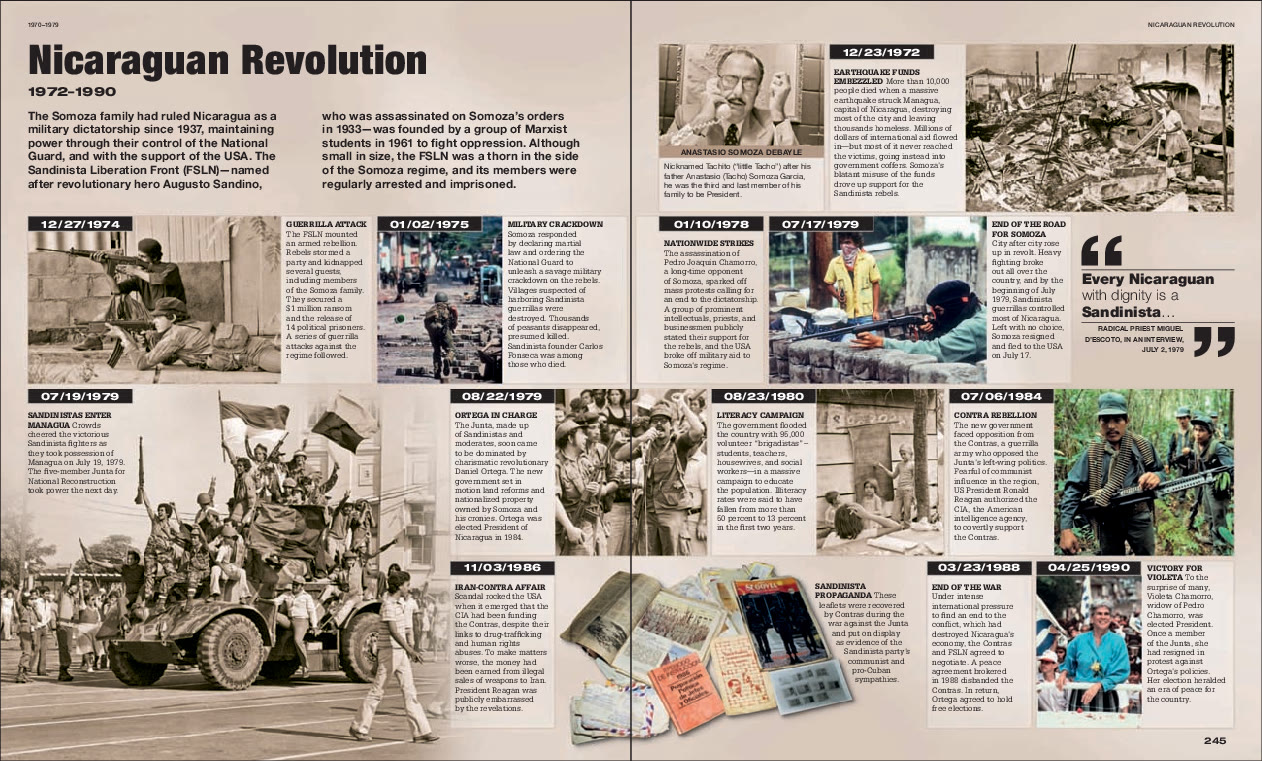 1970–1979
NICARAGUAN REVOLUTION
Nicaraguan Revolution
1972–1990
The Somoza family had ruled Nicaragua as a
military dictatorship since 1937, maintaining
power through their control of the National
Guard, and with the support of the USA. The
Sandinista Liberation Front (FSLN)—named
after revolutionary hero Augusto Sandino,
who was assassinated on Somoza's orders
in 1933—was founded by a group of Marxist
students in 1961 to fight oppression. Although
small in size, the FSLN was a thorn in the side
of the Somoza regime, and its members were
regularly arrested and imprisoned.
ANASTASIO SOMOZA DEBAYLE
Nicknamed Tachito ("little Tacho") after his
father Anastasio (Tacho) Somoza García,
he was the third and last member of his
family to be President.
12/23/1972
EARTHQUAKE FUNDS
EMBEZZLED More than 10,000
people died when a massive
earthquake struck Managua,
capital of Nicaragua, destroying
most of the city and leaving
thousands homeless. Millions of
dollars of international aid flowed
in—but most of it never reached
the victims, going instead into
government coffers. Somoza's
blatant misuse of the funds
drove up support for the
Sandinista rebels.
12/27/1974
GUERRILLA ATTACK
The FSLN mounted
an armed rebellion.
Rebels stormed a
party and kidnapped
several guests,
including members
of the Somoza family.
They secured a
$1 million ransom
and the release of
14 political prisoners.
A series of guerrilla
attacks against the
regime followed.
01/02/1975
MILITARY CRACKDOWN
Somoza responded
by declaring martial
law and ordering the
National Guard to
unleash a savage military
crackdown on the rebels.
Villages suspected of
harboring Sandinista
guerrillas were
destroyed. Thousands
of peasants disappeared,
presumed killed.
Sandinista founder Carlos
Fonseca was among
those who died.
01/10/1978
NATIONWIDE STRIKES
The assassination of
Pedro Joaquín Chamorro,
a long-time opponent
of Somoza, sparked off
mass protests calling for
an end to the dictatorship.
A group of prominent
intellectuals, priests, and
businessmen publicly
stated their support for
the rebels, and the USA
broke off military aid to
Somoza's regime.
07/17/1979
END OF THE ROAD
FOR SOMOZA
City after city rose
up in revolt. Heavy
fighting broke
out all over the
country, and by the
beginning of July
1979, Sandinista
guerrillas controlled
most of Nicaragua.
Left with no choice,
Somoza resigned
and fled to the USA
on July 17.
“
Every Nicaraguan
with dignity is a
Sandinista…
RADICAL PRIEST MIGUEL
D'ESCOTO, IN AN INTERVIEW,
JULY 2, 1979
”
07/19/1979
SANDINISTAS ENTER
MANAGUA Crowds
cheered the victorious
Sandinista fighters as
they took possession of
Managua on July 19, 1979.
The five-member Junta for
National Reconstruction
took power the next day.
08/22/1979
ORTEGA IN CHARGE
The Junta, made up
of Sandinistas and
moderates, soon came
to be dominated by
charismatic revolutionary
Daniel Ortega. The new
government set in
motion land reforms and
nationalized property
owned by Somoza and
his cronies. Ortega was
elected President of
Nicaragua in 1984.
08/23/1980
LITERACY CAMPAIGN
The government flooded
the country with 95,000
volunteer "brigadistas"–
students, teachers,
housewives, and social
workers—in a massive
campaign to educate
the population. Illiteracy
rates were said to have
fallen from more than
50 percent to 13 percent
in the first two years.
07/06/1984
CONTRA REBELLION
The new government
faced opposition from
the Contras, a guerrilla
army who opposed the
Junta's left-wing politics.
Fearful of communist
influence in the region,
US President Ronald
Reagan authorized the
CIA, the American
intelligence agency,
to covertly support
the Contras.
11/03/1986
IRAN-CONTRA AFFAIR
Scandal rocked the USA
when it emerged that the
CIA had been funding
the Contras, despite their
links to drug-trafficking
and human rights
abuses. To make matters
worse, the money had
been earned from illegal
sales of weapons to Iran.
President Reagan was
publicly embarrassed
by the revelations.
SANDINISTA
PROPAGANDA These
leaflets were recovered
by Contras during the
war against the Junta
and put on display
as evidence of the
Sandinista party's
communist and
pro-Cuban
sympathies.
03/23/1988
END OF THE WAR
Under intense
international pressure
to find an end to the
conflict, which had
destroyed Nicaragua's
economy, the Contras
and FSLN agreed to
negotiate. A peace
agreement brokered
in 1988 disbanded the
Contras. In return,
Ortega agreed to hold
free elections.
04/25/1990
VICTORY FOR
VIOLETA To the
surprise of many,
Violeta Chamorro,
widow of Pedro
Chamorro, was
elected President.
Once a member
of the Junta, she
had resigned in
protest against
Ortega's policies.
Her election heralded
an era of peace for
the country.
245